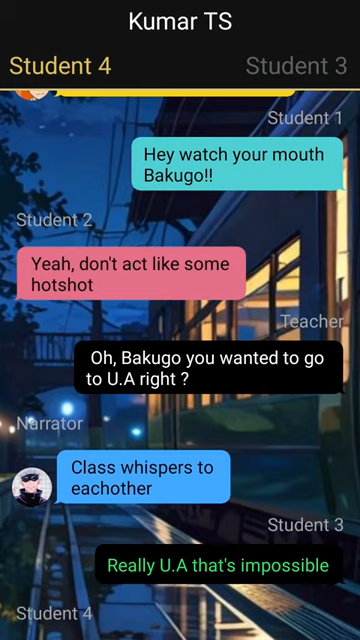 Kumar TS
Student 4
Student 3
Student 1
Hey watch your mouth
Bakugo!!
Student 2
Yeah, don't act like some
hotshot
Teacher
Oh, Bakugo you wanted to go
to U.A right ?
Narrator
Class whispers to
eachother
Student 3
Really U.A that's impossible
Student 4